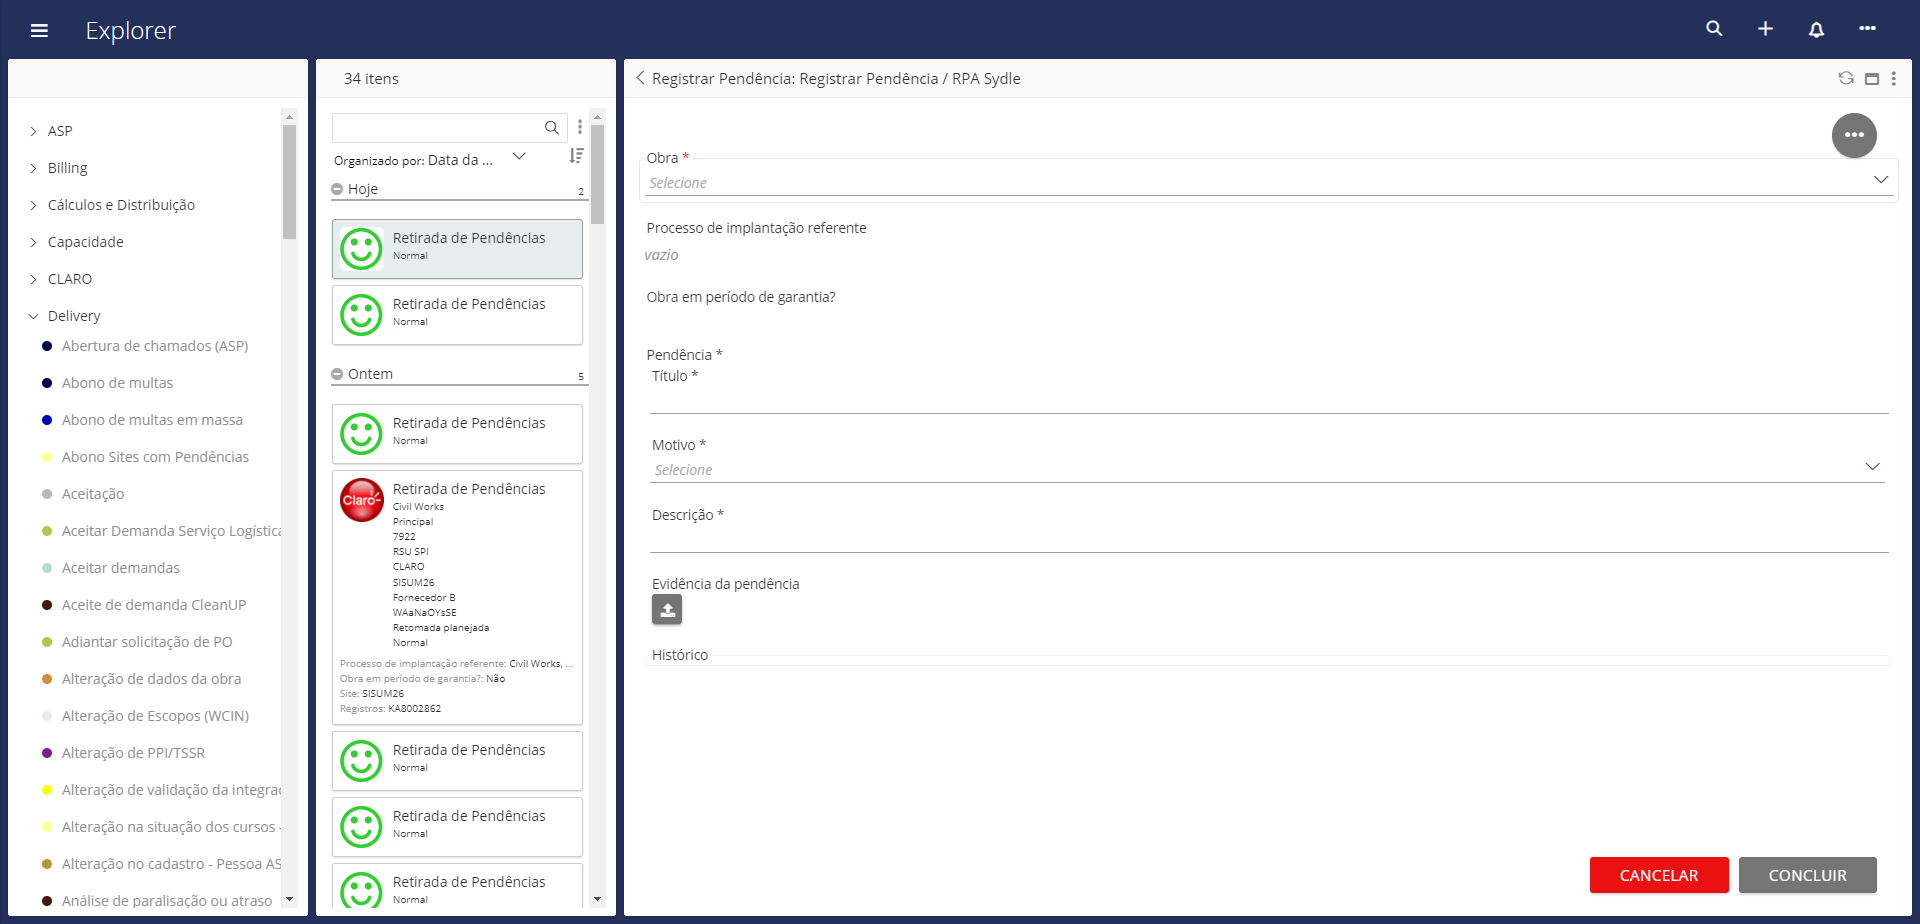 Explorer
ASP
Billing
Cálculos e Distribuição
Capacidade
CLARO
Delivery
Abertura de chamados (ASP)
Abono de multas
Abono de multas em massa
Abono Sites com Pendências
Aceitação
Aceitar Demanda Serviço Logística
Aceitar demandas
Aceite de demanda CleanUP
Adiantar solicitação de PO
Alteração de dados da obra
Alteração de Escopos (WCIN)
Alteração de PPI/TSSR
Alteração de validação da integra
Alteração na situação dos cursos -
Alteração no cadastro - Pessoa AS
Análise de paralisação ou atraso
34 itens
Organizado por: Data da ...
Hoje 2
Retirada de Pendências
Normal
Retirada de Pendências
Normal
Ontem 5
Retirada de Pendências
Normal
Claro
Retirada de Pendências
Civil Works
Principal
7922
RSU SPI
CLARO
SISUM26
Fornecedor B
WAaNaOYsSE
Retomada planejada
Normal
Processo de implantação referente: Civil Works, ...
Obra em período de garantia?: Não
Site: SISUM26
Registros: KA8002862
Retirada de Pendências
Normal
Retirada de Pendências
Normal
Retirada de Pendências
Normal
Registrar Pendência: Registrar Pendência / RPA Sydle
Obra *
Selecione
Processo de implantação referente
vazio
Obra em período de garantia?
Pendência *
Título *
Motivo *
Selecione
Descrição *
Evidência da pendência
Histórico
CANCELAR
CONCLUIR